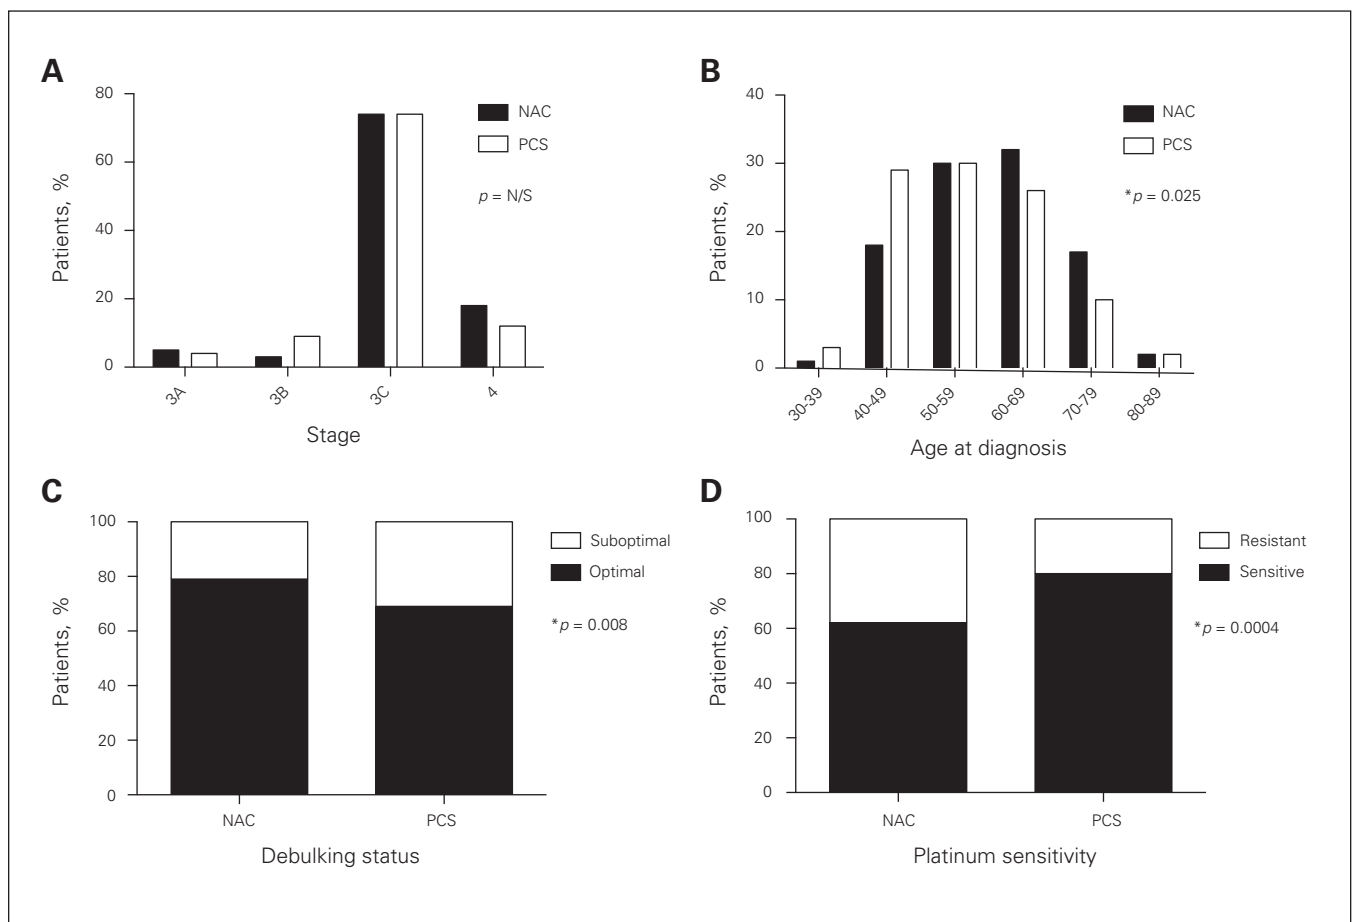 A
Patients, %
80
60
40
20
0
3A
3B
3C
4
Stage
NAC
PCS
p = N/S
B
Patients, %
40
30
20
10
0
30-39
40-49
50-59
60-69
70-79
80-89
Age at diagnosis
NAC
PCS
*p = 0.025
C
Patients, %
100
80
60
40
20
0
NAC
PCS
Debulking status
Suboptimal
Optimal
*p = 0.008
D
Patients, %
100
80
60
40
20
0
NAC
PCS
Platinum sensitivity
Resistant
Sensitive
*p = 0.0004